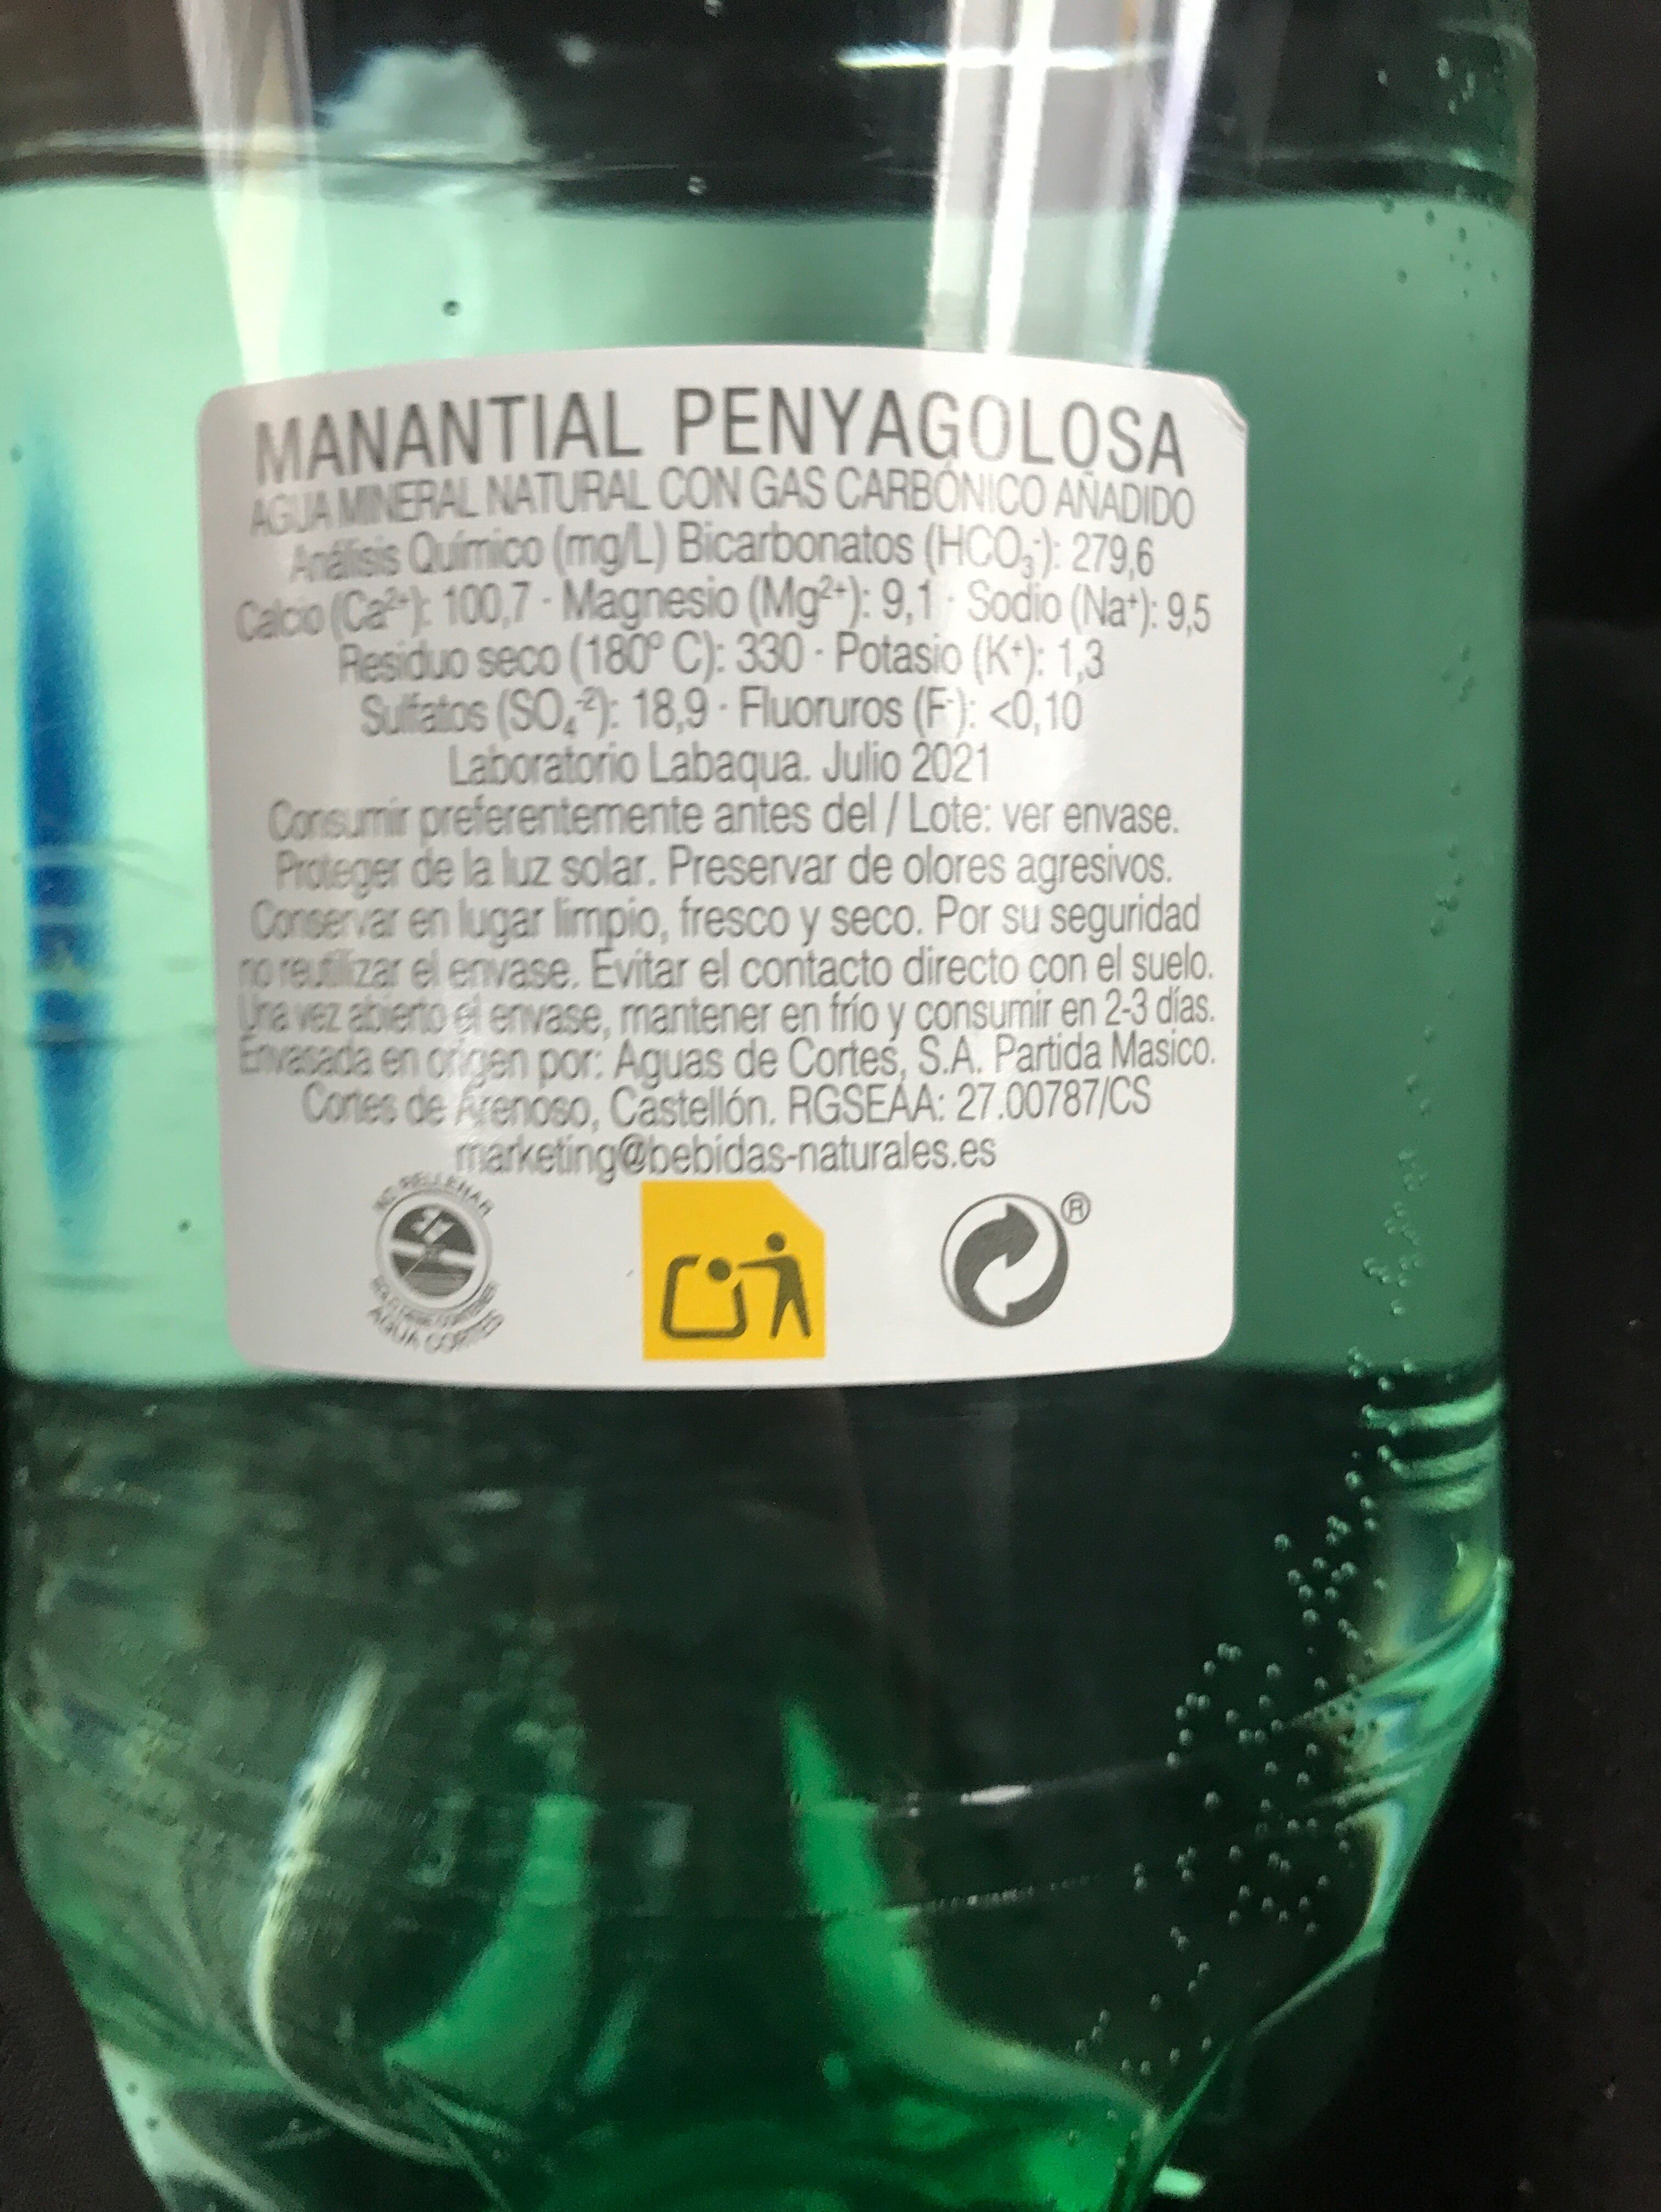 MANANTIAL PENYAGOLOSA
AGUA MINERAL NATURAL CON GAS CARBÓNICO AÑADIDO
Análisis Químico (mg/L) Bicarbonatos (HCO₃⁻): 279,6
Calcio (Ca²⁺): 100,7 · Magnesio (Mg²⁺): 9,1 · Sodio (Na⁺): 9,5
Residuo seco (180º C): 330 · Potasio (K⁺): 1,3
Sulfatos (SO₄⁻²): 18,9 · Fluoruros (F⁻): <0,10
Laboratorio Labaqua. Julio 2021
Consumir preferentemente antes del / Lote: ver envase.
Proteger de la luz solar. Preservar de olores agresivos.
Conservar en lugar limpio, fresco y seco. Por su seguridad
no reutilizar el envase. Evitar el contacto directo con el suelo.
Una vez abierto el envase, mantener en frío y consumir en 2-3 días.
Envasada en origen por: Aguas de Cortes, S.A. Partida Masico.
Cortes de Arenoso, Castellón. RGSEAA: 27.00787/CS
marketing@bebidas-naturales.es
NO RELLENAR
AGUA CORTES
®